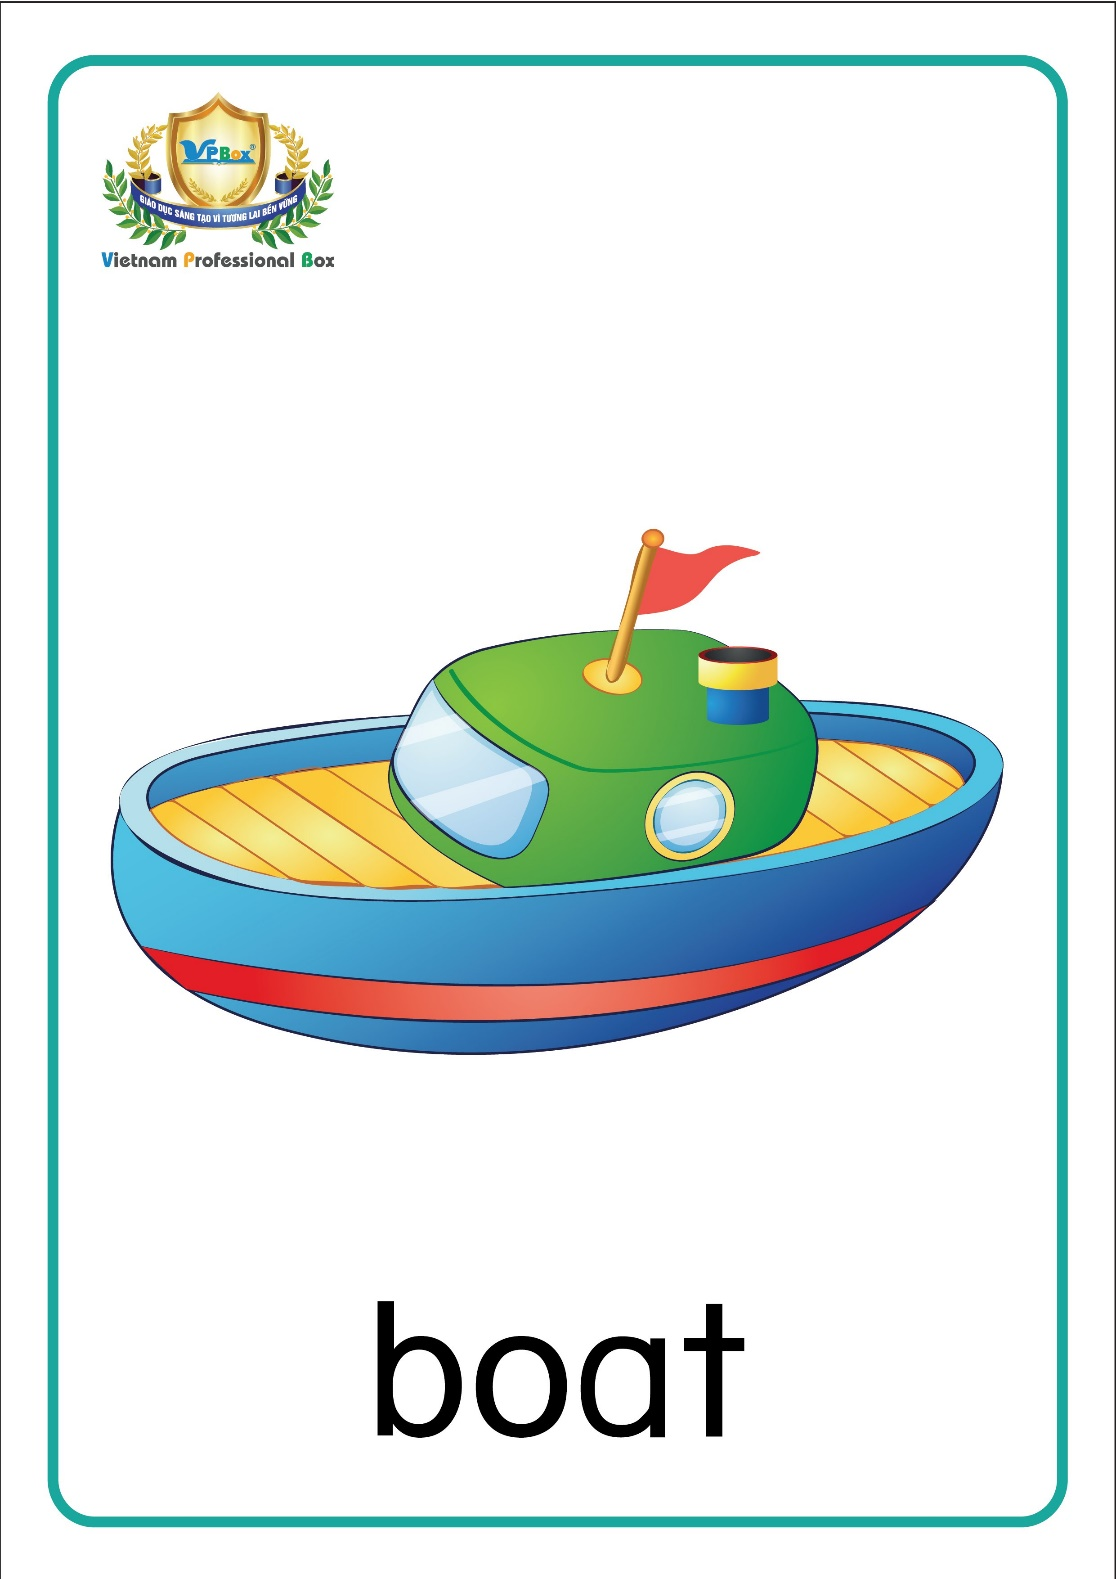 VPBox®
GIÁO DỤC SÁNG TẠO VÌ TƯƠNG LAI BỀN VỮNG
Vietnam Professional Box
boat